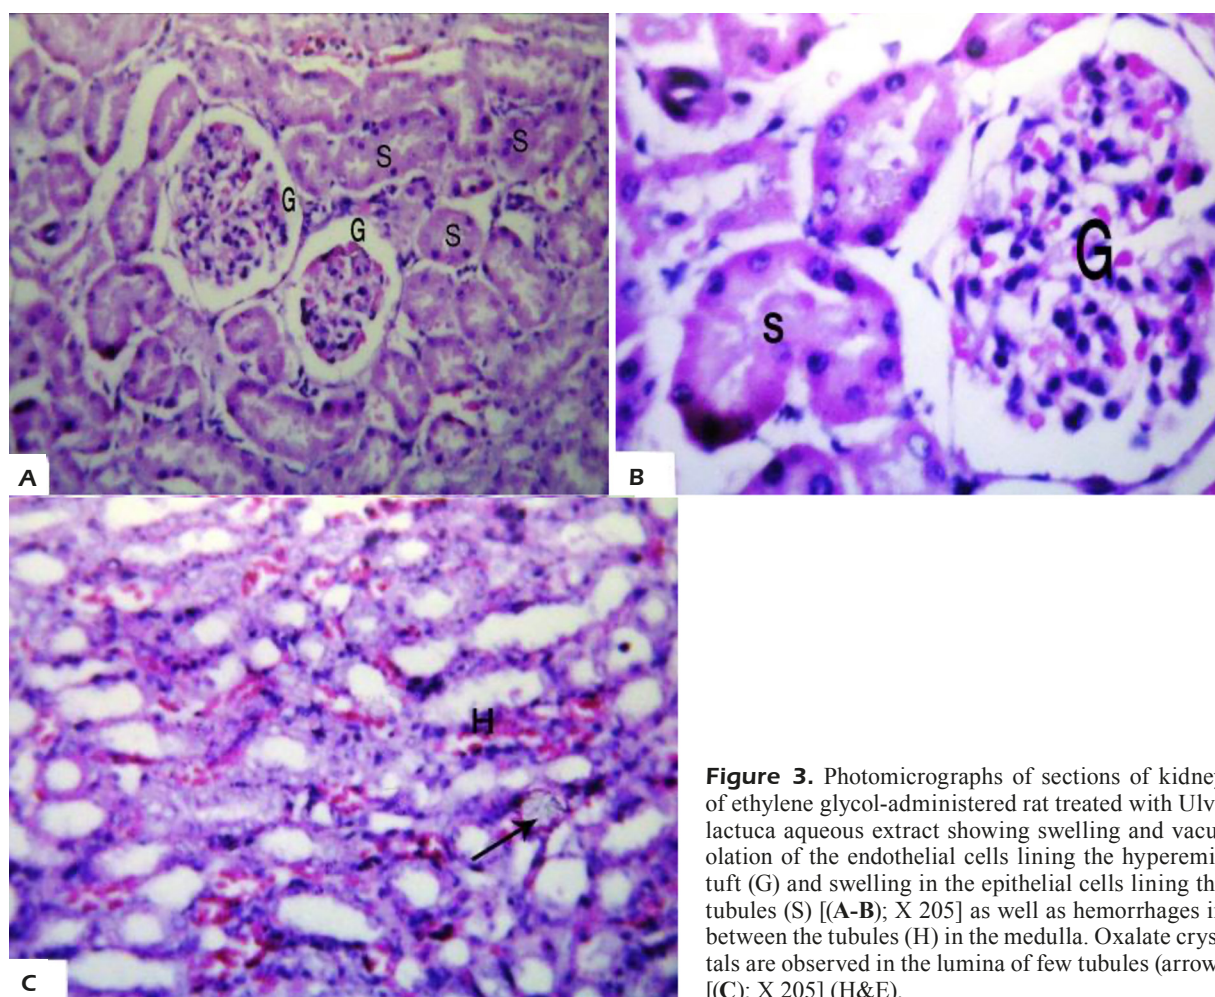 S
S
G
G
S
A
G
S
B
H
C
Figure 3. Photomicrographs of sections of kidney
of ethylene glycol-administered rat treated with Ulv
lactuca aqueous extract showing swelling and vacu
olation of the endothelial cells lining the hyperemi
tuft (G) and swelling in the epithelial cells lining th
tubules (S) [(A-B); X 205] as well as hemorrhages i
between the tubules (H) in the medulla. Oxalate crys
tals are observed in the lumina of few tubules (arrow
[(C); X 205] (H&E).